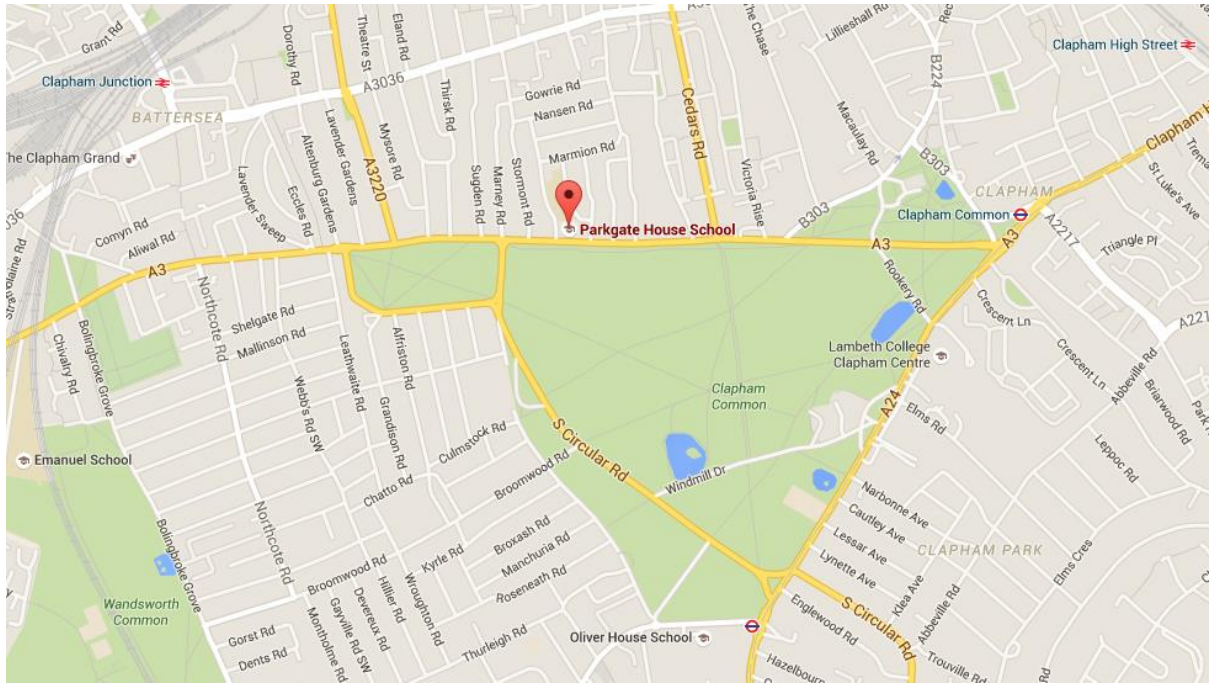 Grant Rd
Clapham Junction
BATTERSEA
The Clapham Grand
A3036
Dorothy Rd
Theatre St
Eland Rd
A3036
Thirsk Rd
Gowrie Rd
Nansen Rd
Marmion Rd
Cedars Rd
The Chase
Lillieshall Rd
B224
Clapham High Street
Macaulay Rd
B303
CLAPHAM
Clapham Common
Clapham H
St Luke's Ave
Trema
Victoria Rise
B303
Lavender Gardens
Altenburg Gardens
A3220
Mysore Rd
Sugden Rd
Marney Rd
Stormont Rd
Parkgate House School
Eccles Rd
Lavender Sweep
Comyn Rd
Aliwal Rd
A3
A3
A3
A2217
Triangle Pl
Rookery Rd
Crescent Ln
Crescent Ln
A221
Northcote Rd
Shelgate Rd
Mallinson Rd
Bolingbroke Grove
Chivalry Rd
Leathwaite Rd
Alfriston Rd
Webb's Rd SW
Grandison Rd
Lambeth College
Clapham Centre
Clapham
Common
A24
Elms Rd
Abbeville Rd
Briarwood Rd
Leppoc Rd
Emanuel School
Culmstock Rd
Chatto Rd
S Circular Rd
Broomwood Rd
Windmill Dr
Narbonne Ave
Cautley Ave
Lessar Ave
Lynette Ave
CLAPHAM PARK
Elms Cres
Klea Ave
Abbeville Rd
Northcote Rd
Bolingbroke Grove
Wandsworth
Common
Broomwood Rd
Kyrle Rd
Broxash Rd
Manchuria Rd
Roseneath Rd
Wroughton Rd
Hillier Rd
Devereux Rd
Gayville Rd SW
Montholme Rd
Gorst Rd
Dents Rd
Thurleigh Rd
Oliver House School
Englewood Rd
S Circular Rd
Trouville Rd
Hazelbourn